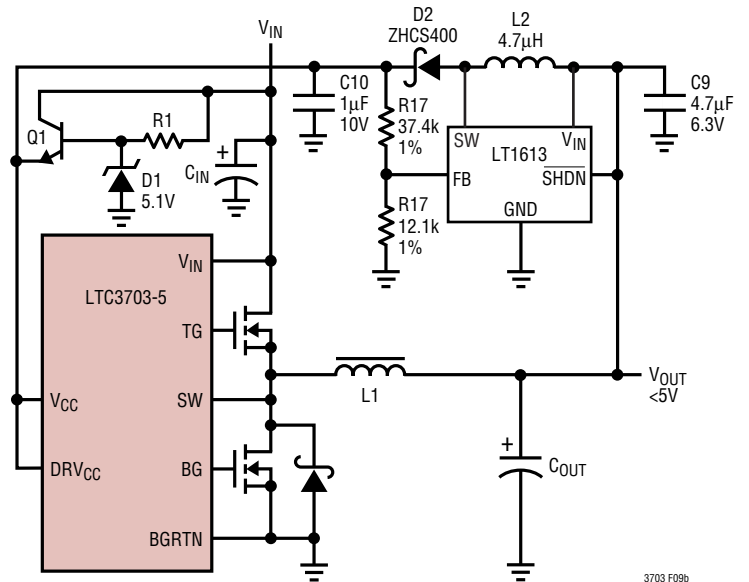 V_IN
D2
ZHCS400
L2
4.7µH
C10
1µF
10V
R17
37.4k
1%
C9
4.7µF
6.3V
Q1
R1
D1
5.1V
C_IN
+
SW
V_IN
LT1613
FB
S̅H̅D̅N̅
GND
R17
12.1k
1%
LTC3703-5
V_IN
TG
V_CC
SW
DRV_CC
BG
BGRTN
L1
V_OUT
<5V
+
C_OUT
3703 F09b